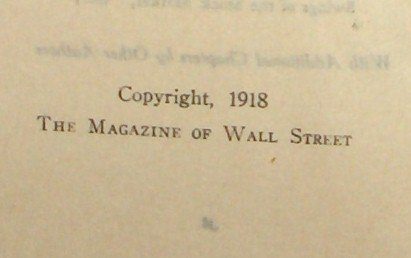 Copyright, 1918
The Magazine of Wall Street